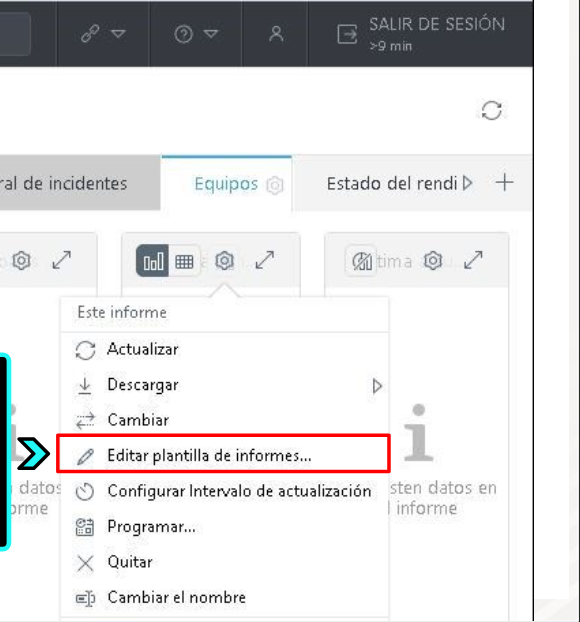 SALIR DE SESIÓN
>9 min
ral de incidentes
Equipos
Estado del rendi
tima
Este informe
Actualizar
Descargar
Cambiar
Editar plantilla de informes...
Configurar Intervalo de actualización
Programar...
Quitar
Cambiar el nombre
datos
orme
sten datos en
informe